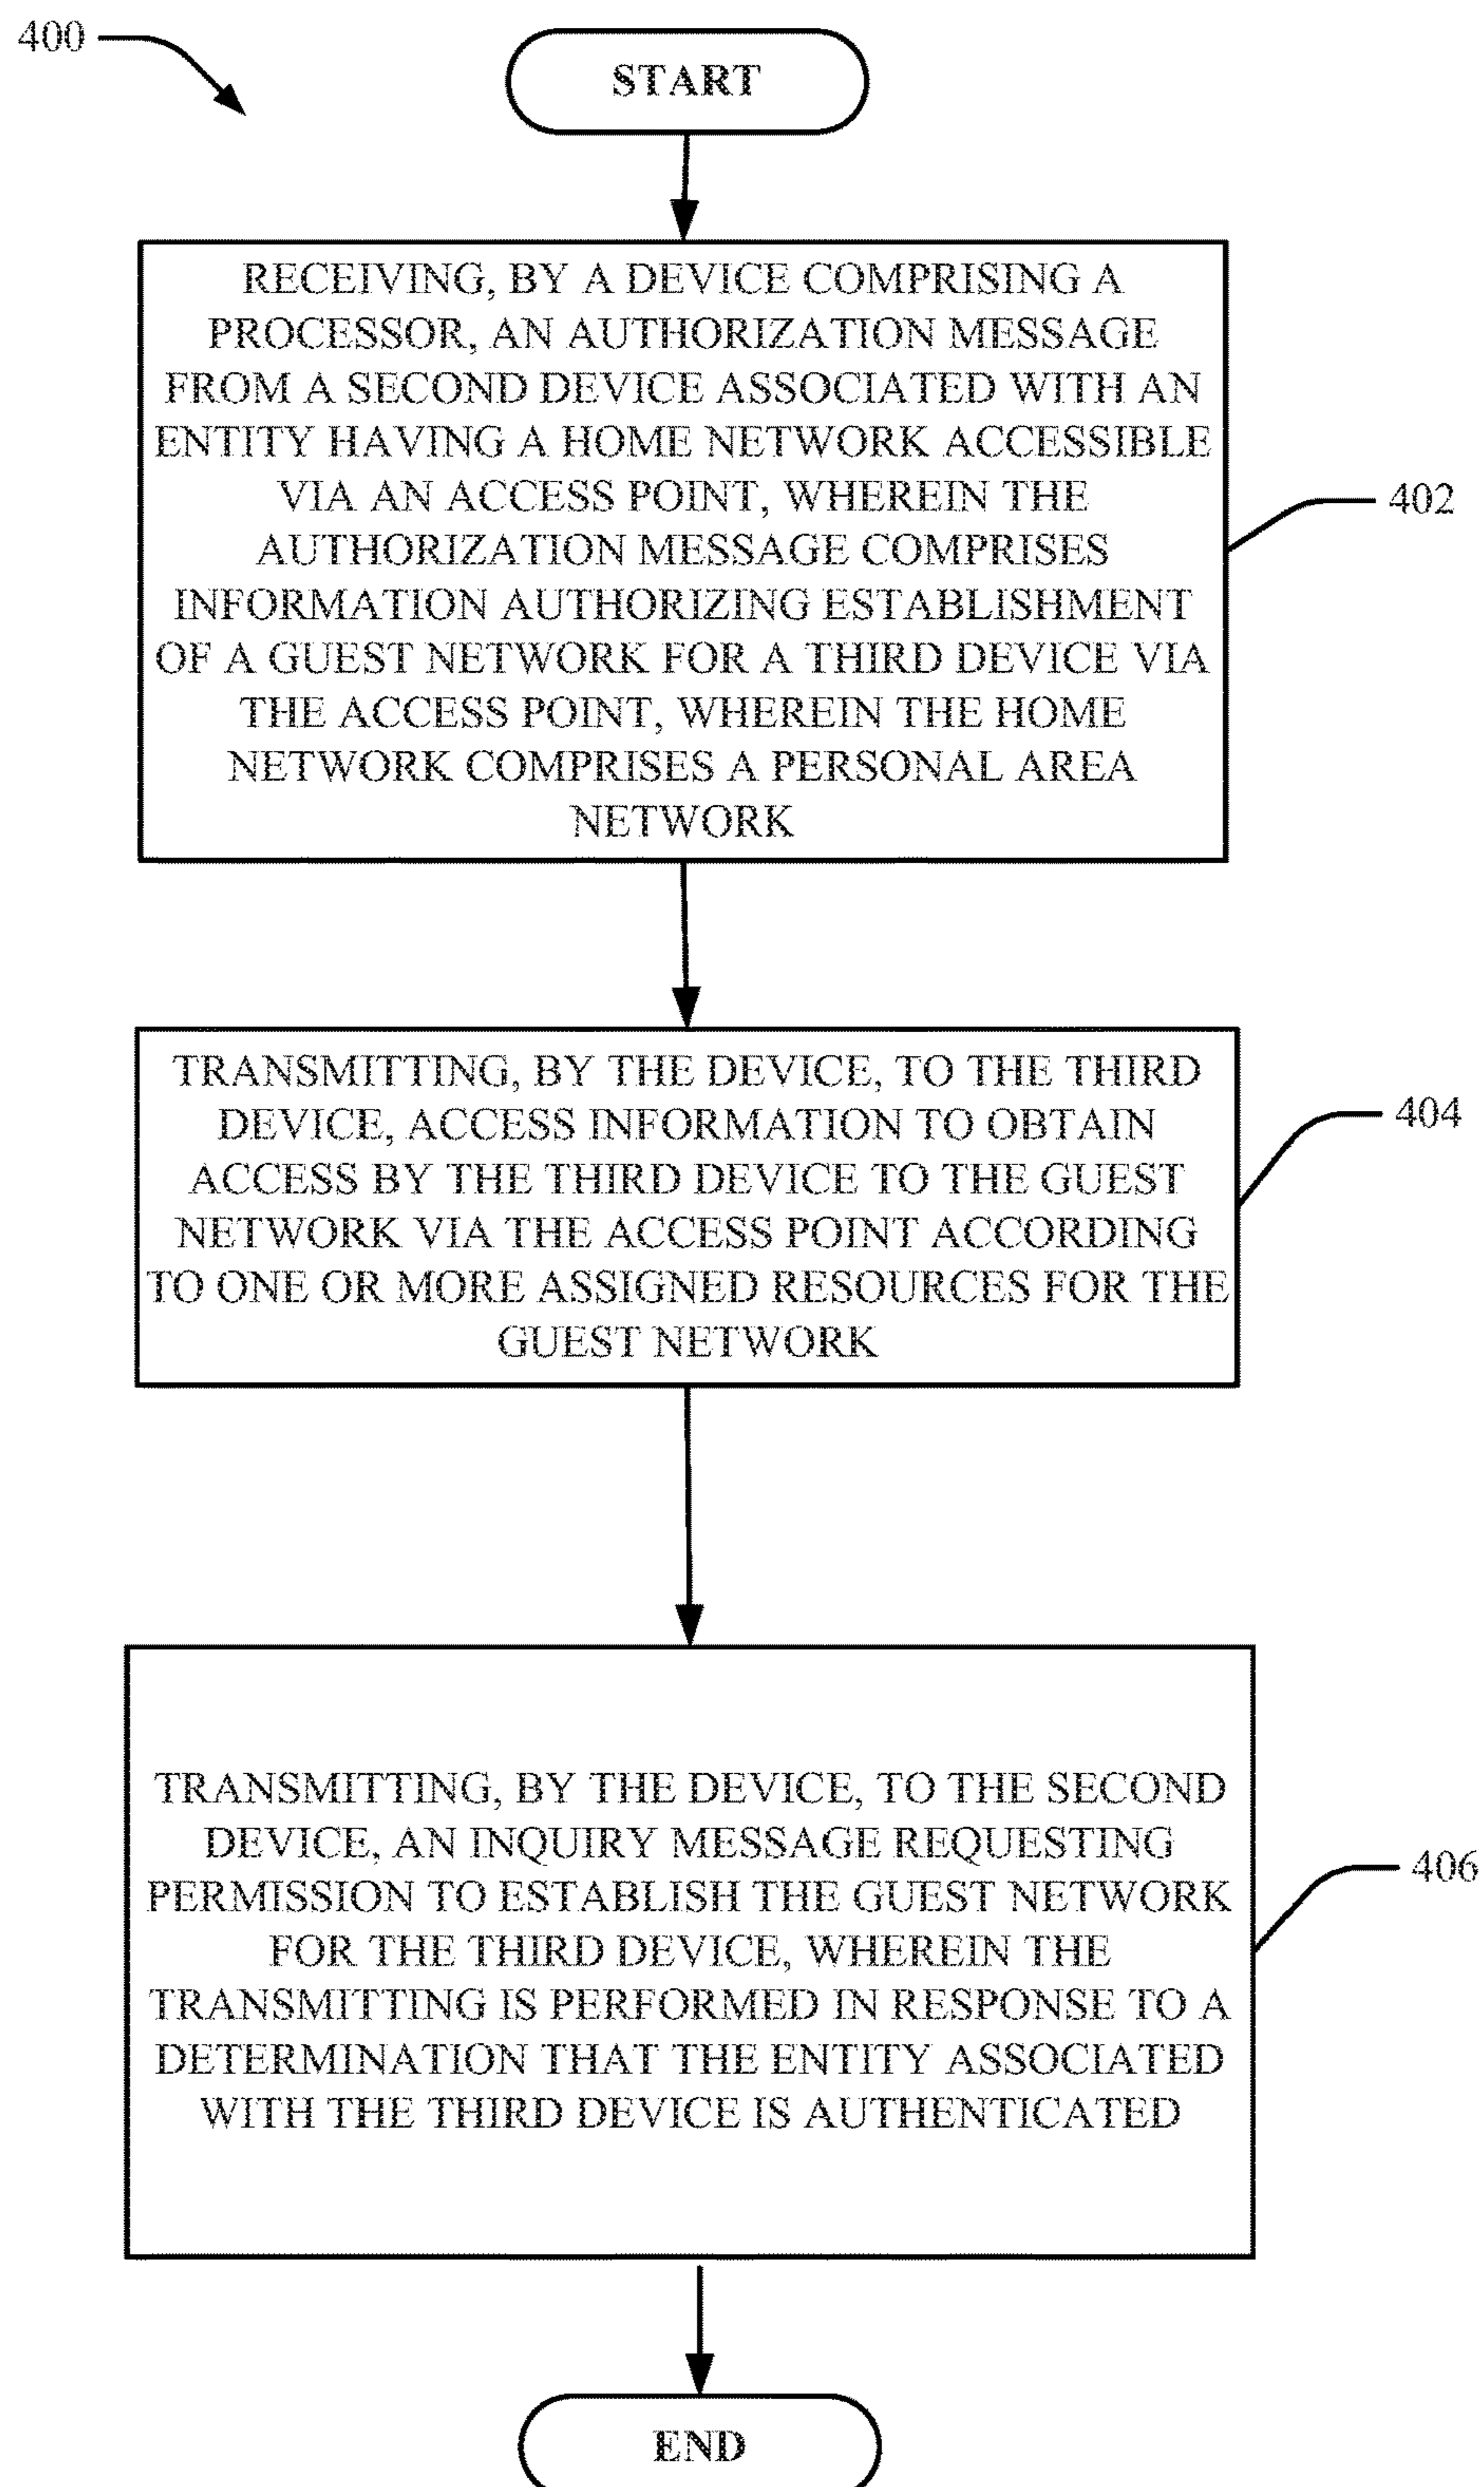 400
START
RECEIVING, BY A DEVICE COMPRISING A
PROCESSOR, AN AUTHORIZATION MESSAGE
FROM A SECOND DEVICE ASSOCIATED WITH AN
ENTITY HAVING A HOME NETWORK ACCESSIBLE
VIA AN ACCESS POINT, WHEREIN THE
AUTHORIZATION MESSAGE COMPRISES
INFORMATION AUTHORIZING ESTABLISHMENT
OF A GUEST NETWORK FOR A THIRD DEVICE VIA
THE ACCESS POINT, WHEREIN THE HOME
NETWORK COMPRISES A PERSONAL AREA
NETWORK
402
TRANSMITTING, BY THE DEVICE, TO THE THIRD
DEVICE, ACCESS INFORMATION TO OBTAIN
ACCESS BY THE THIRD DEVICE TO THE GUEST
NETWORK VIA THE ACCESS POINT ACCORDING
TO ONE OR MORE ASSIGNED RESOURCES FOR THE
GUEST NETWORK
404
TRANSMITTING, BY THE DEVICE, TO THE SECOND
DEVICE, AN INQUIRY MESSAGE REQUESTING
PERMISSION TO ESTABLISH THE GUEST NETWORK
FOR THE THIRD DEVICE, WHEREIN THE
TRANSMITTING IS PERFORMED IN RESPONSE TO A
DETERMINATION THAT THE ENTITY ASSOCIATED
WITH THE THIRD DEVICE IS AUTHENTICATED
406
END